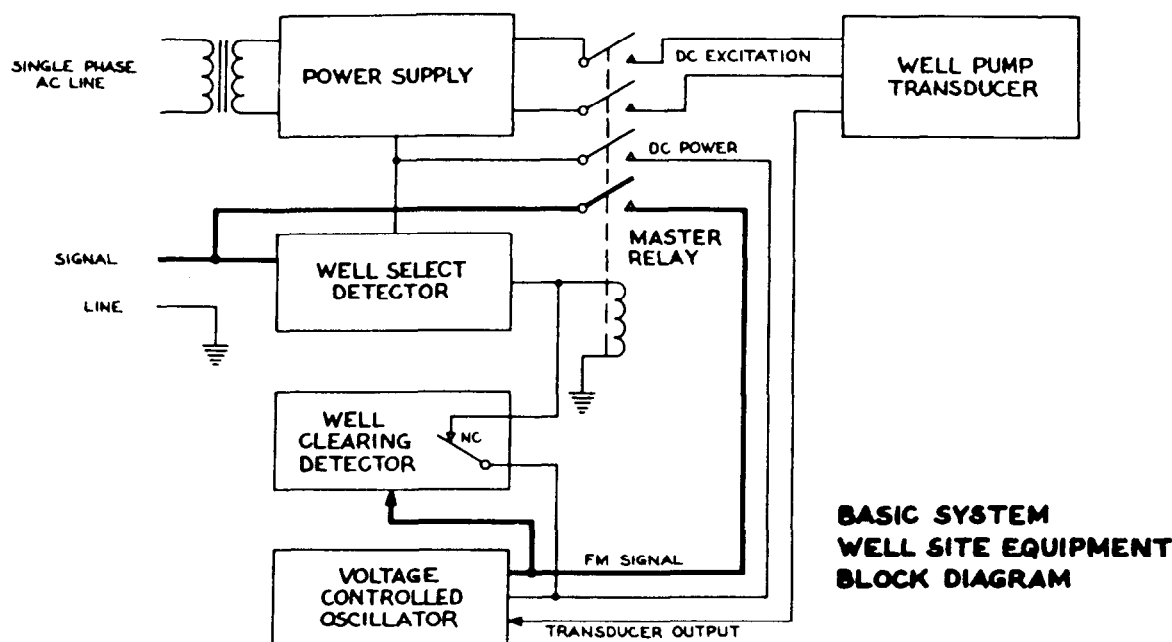 SINGLE PHASE
AC LINE
POWER SUPPLY
DC EXCITATION
WELL PUMP
TRANSDUCER
DC POWER
MASTER
RELAY
SIGNAL
LINE
WELL SELECT
DETECTOR
WELL
CLEARING
DETECTOR
NC
VOLTAGE
CONTROLLED
OSCILLATOR
FM SIGNAL
TRANSDUCER OUTPUT
BASIC SYSTEM
WELL SITE EQUIPMENT
BLOCK DIAGRAM